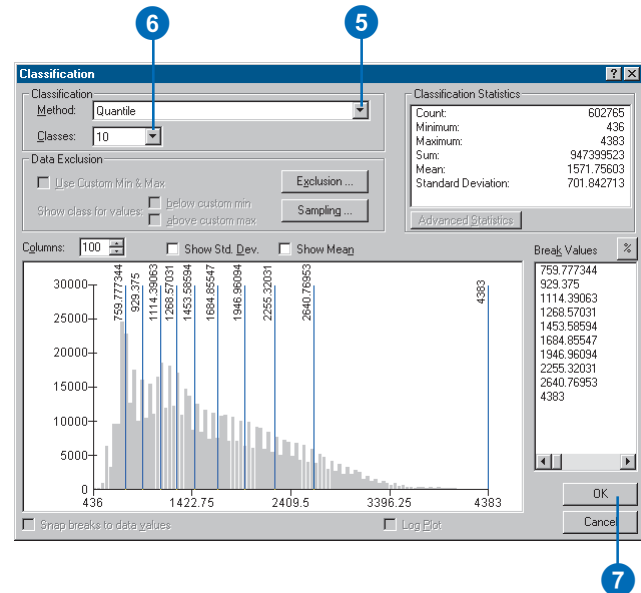 6
5
Classification
Classification
Method: Quantile
Classes: 10
Classification Statistics
Count: 602765
Minimum: 436
Maximum: 4383
Sum: 947399523
Mean: 1571.75603
Standard Deviation: 701.842713
Advanced Statistics
Data Exclusion
Use Custom Min & Max
Exclusion ...
Show class for values:
below custom min
above custom max
Sampling ...
Columns: 100
Show Std. Dev.
Show Mean
Break Values
%
30000
25000
20000
15000
10000
5000
0
759.777344
929.375
1114.39063
1268.57031
1453.58594
1684.85547
1946.96094
2255.32031
2640.76953
4383
436
1422.75
2409.5
3396.25
4383
759.777344
929.375
1114.39063
1268.57031
1453.58594
1684.85547
1946.96094
2255.32031
2640.76953
4383
OK
Cancel
Snap breaks to data values
Log Plot
7